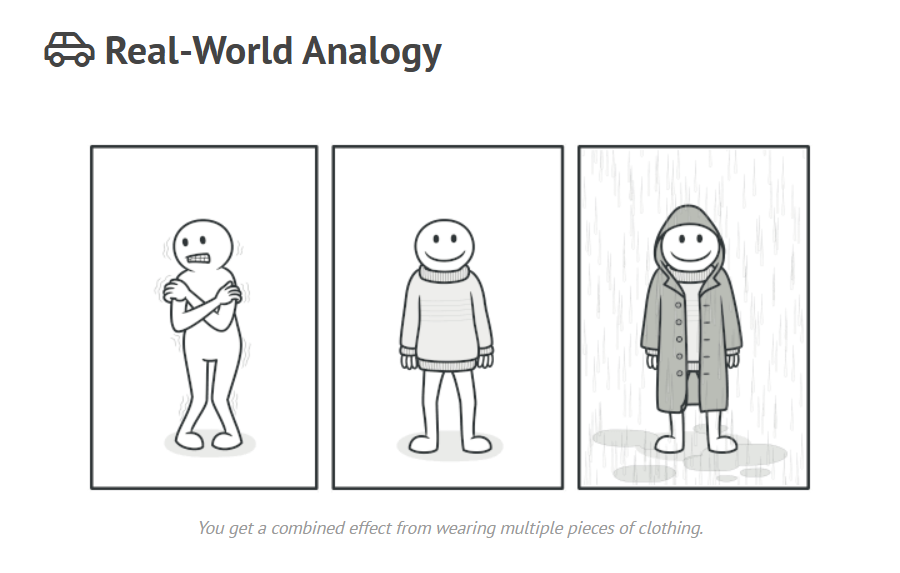 Real-World Analogy
You get a combined effect from wearing multiple pieces of clothing.